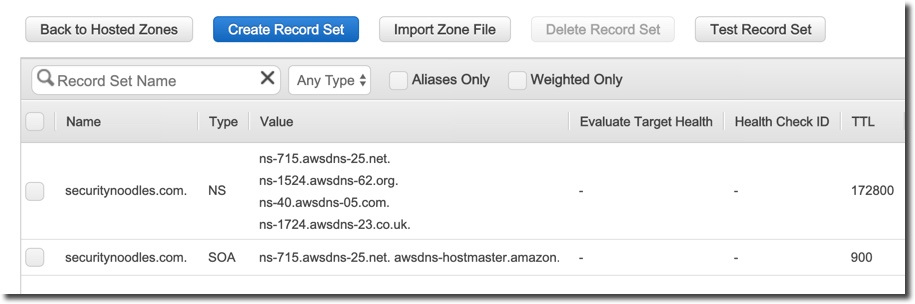 Back to Hosted Zones Create Record Set Import Zone File Delete Record Set Test Record Set
Record Set Name Any Type Aliases Only Weighted Only
Name Type Value Evaluate Target Health Health Check ID TTL
ns-715.awsdns-25.net.
ns-1524.awsdns-62.org.
securitynoodles.com. NS - - 172800
ns-40.awsdns-05.com.
ns-1724.awsdns-23.co.uk.
securitynoodles.com. SOA ns-715.awsdns-25.net. awsdns-hostmaster.amazon. - - 900